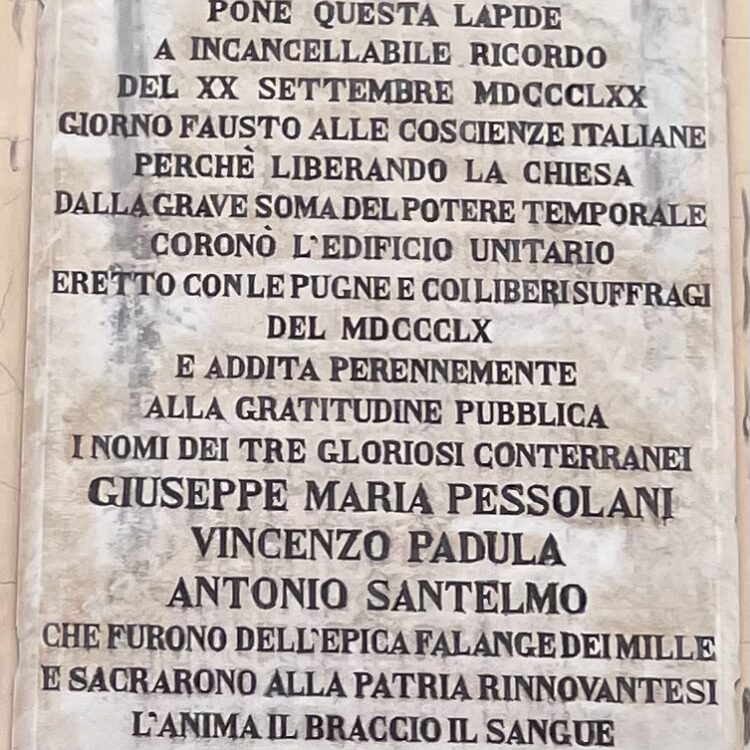 PONE QUESTA LAPIDE
A INCANCELLABILE RICORDO
DEL XX SETTEMBRE MDCCCLXX
GIORNO FAUSTO ALLE COSCIENZE ITALIANE
PERCHÈ LIBERANDO LA CHIESA
DALLA GRAVE SOMA DEL POTERE TEMPORALE
CORONÒ L'EDIFICIO UNITARIO
ERETTO CON LE PUGNE E COI LIBERI SUFFRAGI
DEL MDCCCLX
E ADDITA PERENNEMENTE
ALLA GRATITUDINE PUBBLICA
I NOMI DEI TRE GLORIOSI CONTERRANEI
GIUSEPPE MARIA PESSOLANI
VINCENZO PADULA
ANTONIO SANTELMO
CHE FURONO DELL'EPICA FALANGE DEI MILLE
E SACRARONO ALLA PATRIA RINNOVANTESI
L'ANIMA IL BRACCIO IL SANGUE